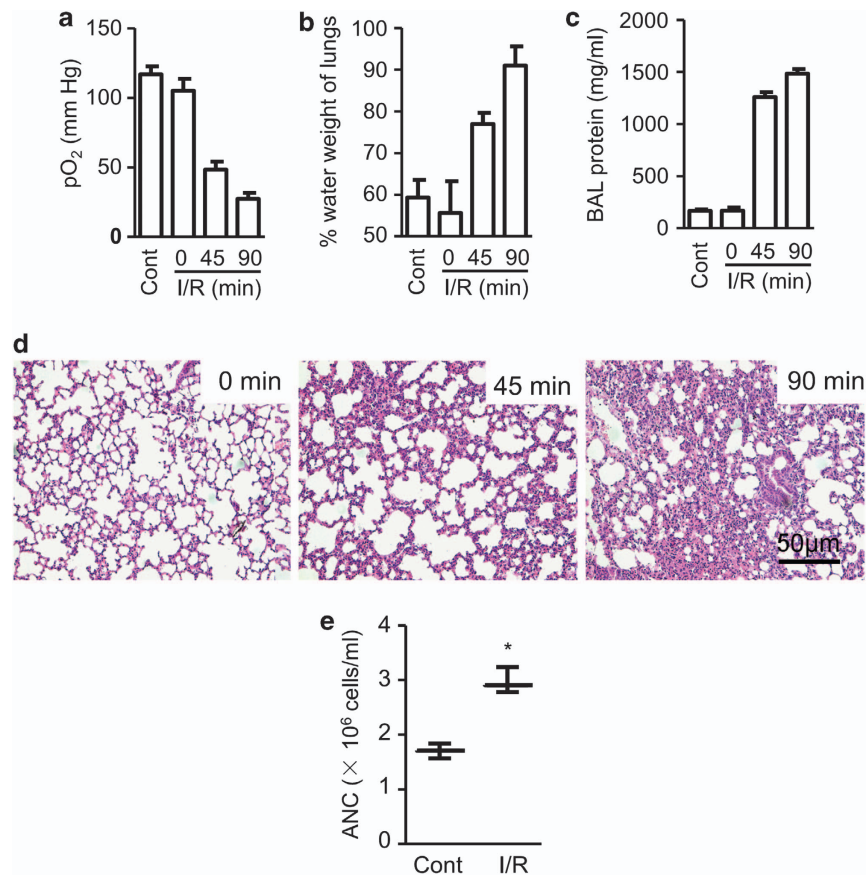 a
pO₂ (mm Hg)
150
100
50
0
Cont
0 45 90
I/R (min)
b
% water weight of lungs
100
90
80
70
60
50
Cont
0 45 90
I/R (min)
c
BAL protein (mg/ml)
2000
1500
1000
500
0
Cont
0 45 90
I/R (min)
d
0 min
45 min
90 min
50µm
e
ANC (× 10⁶ cells/ml)
4
3
2
1
0
*
Cont I/R